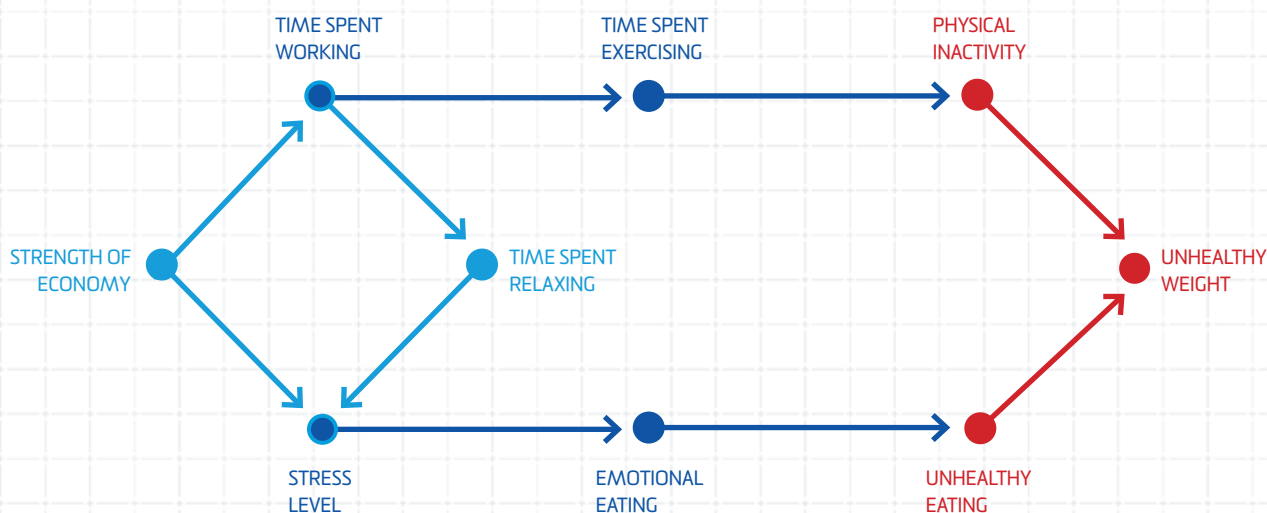 TIME SPENT
WORKING
TIME SPENT
EXERCISING
PHYSICAL
INACTIVITY
STRENGTH OF
ECONOMY
TIME SPENT
RELAXING
UNHEALTHY
WEIGHT
STRESS
LEVEL
EMOTIONAL
EATING
UNHEALTHY
EATING